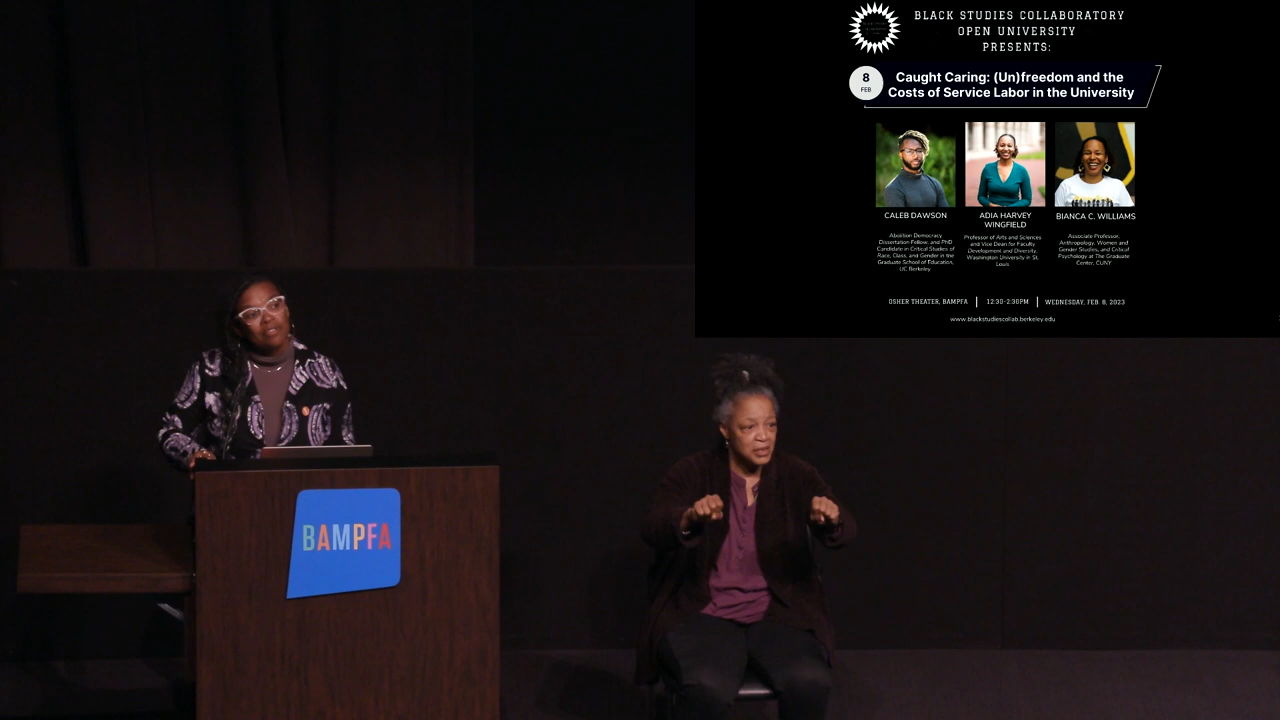 BLACK STUDIES COLLABORATORY
OPEN UNIVERSITY
PRESENTS:
8
FEB
Caught Caring: (Un)freedom and the
Costs of Service Labor in the University
CALEB DAWSON
ADIA HARVEY
WINGFIELD
BIANCA C. WILLIAMS
Abolition Democracy
Dissertation Fellow, and PhD
Candidate in Critical Studies of
Race, Class, and Gender in the
Graduate School of Education,
UC Berkeley
Professor of Arts and Sciences
and Vice Dean for Faculty
Development and Diversity,
Washington University in St.
Louis
Associate Professor,
Anthropology, Women and
Gender Studies, and Critical
Psychology at The Graduate
Center, CUNY
OSHER THEATER, BAMPFA | 12:30-2:30PM | WEDNESDAY, FEB. 8, 2023
www.blackstudiescollab.berkeley.edu
BAMPFA